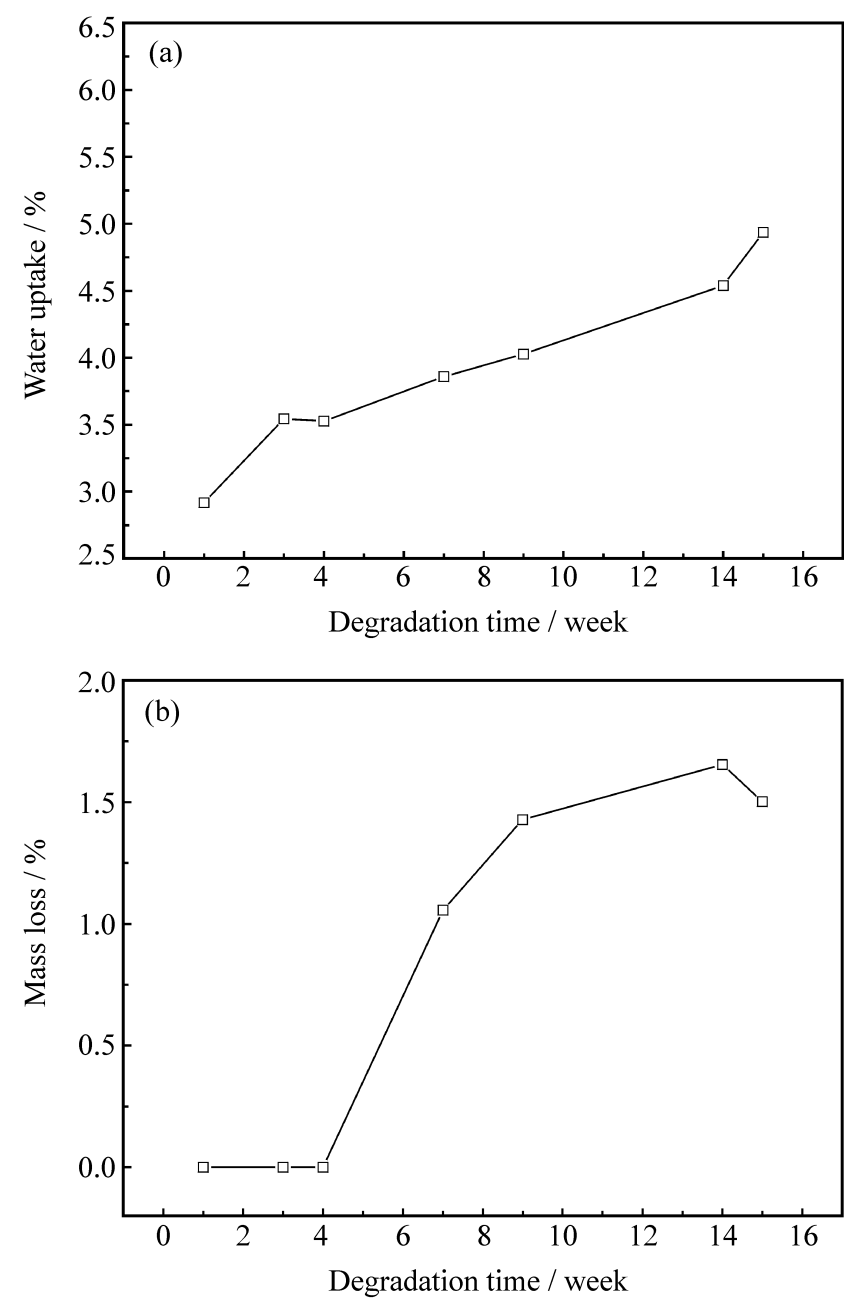 (a)
6.5
6.0
5.5
5.0
4.5
4.0
3.5
3.0
2.5
Water uptake / %
0 2 4 6 8 10 12 14 16
Degradation time / week
(b)
2.0
1.5
1.0
0.5
0.0
Mass loss / %
0 2 4 6 8 10 12 14 16
Degradation time / week